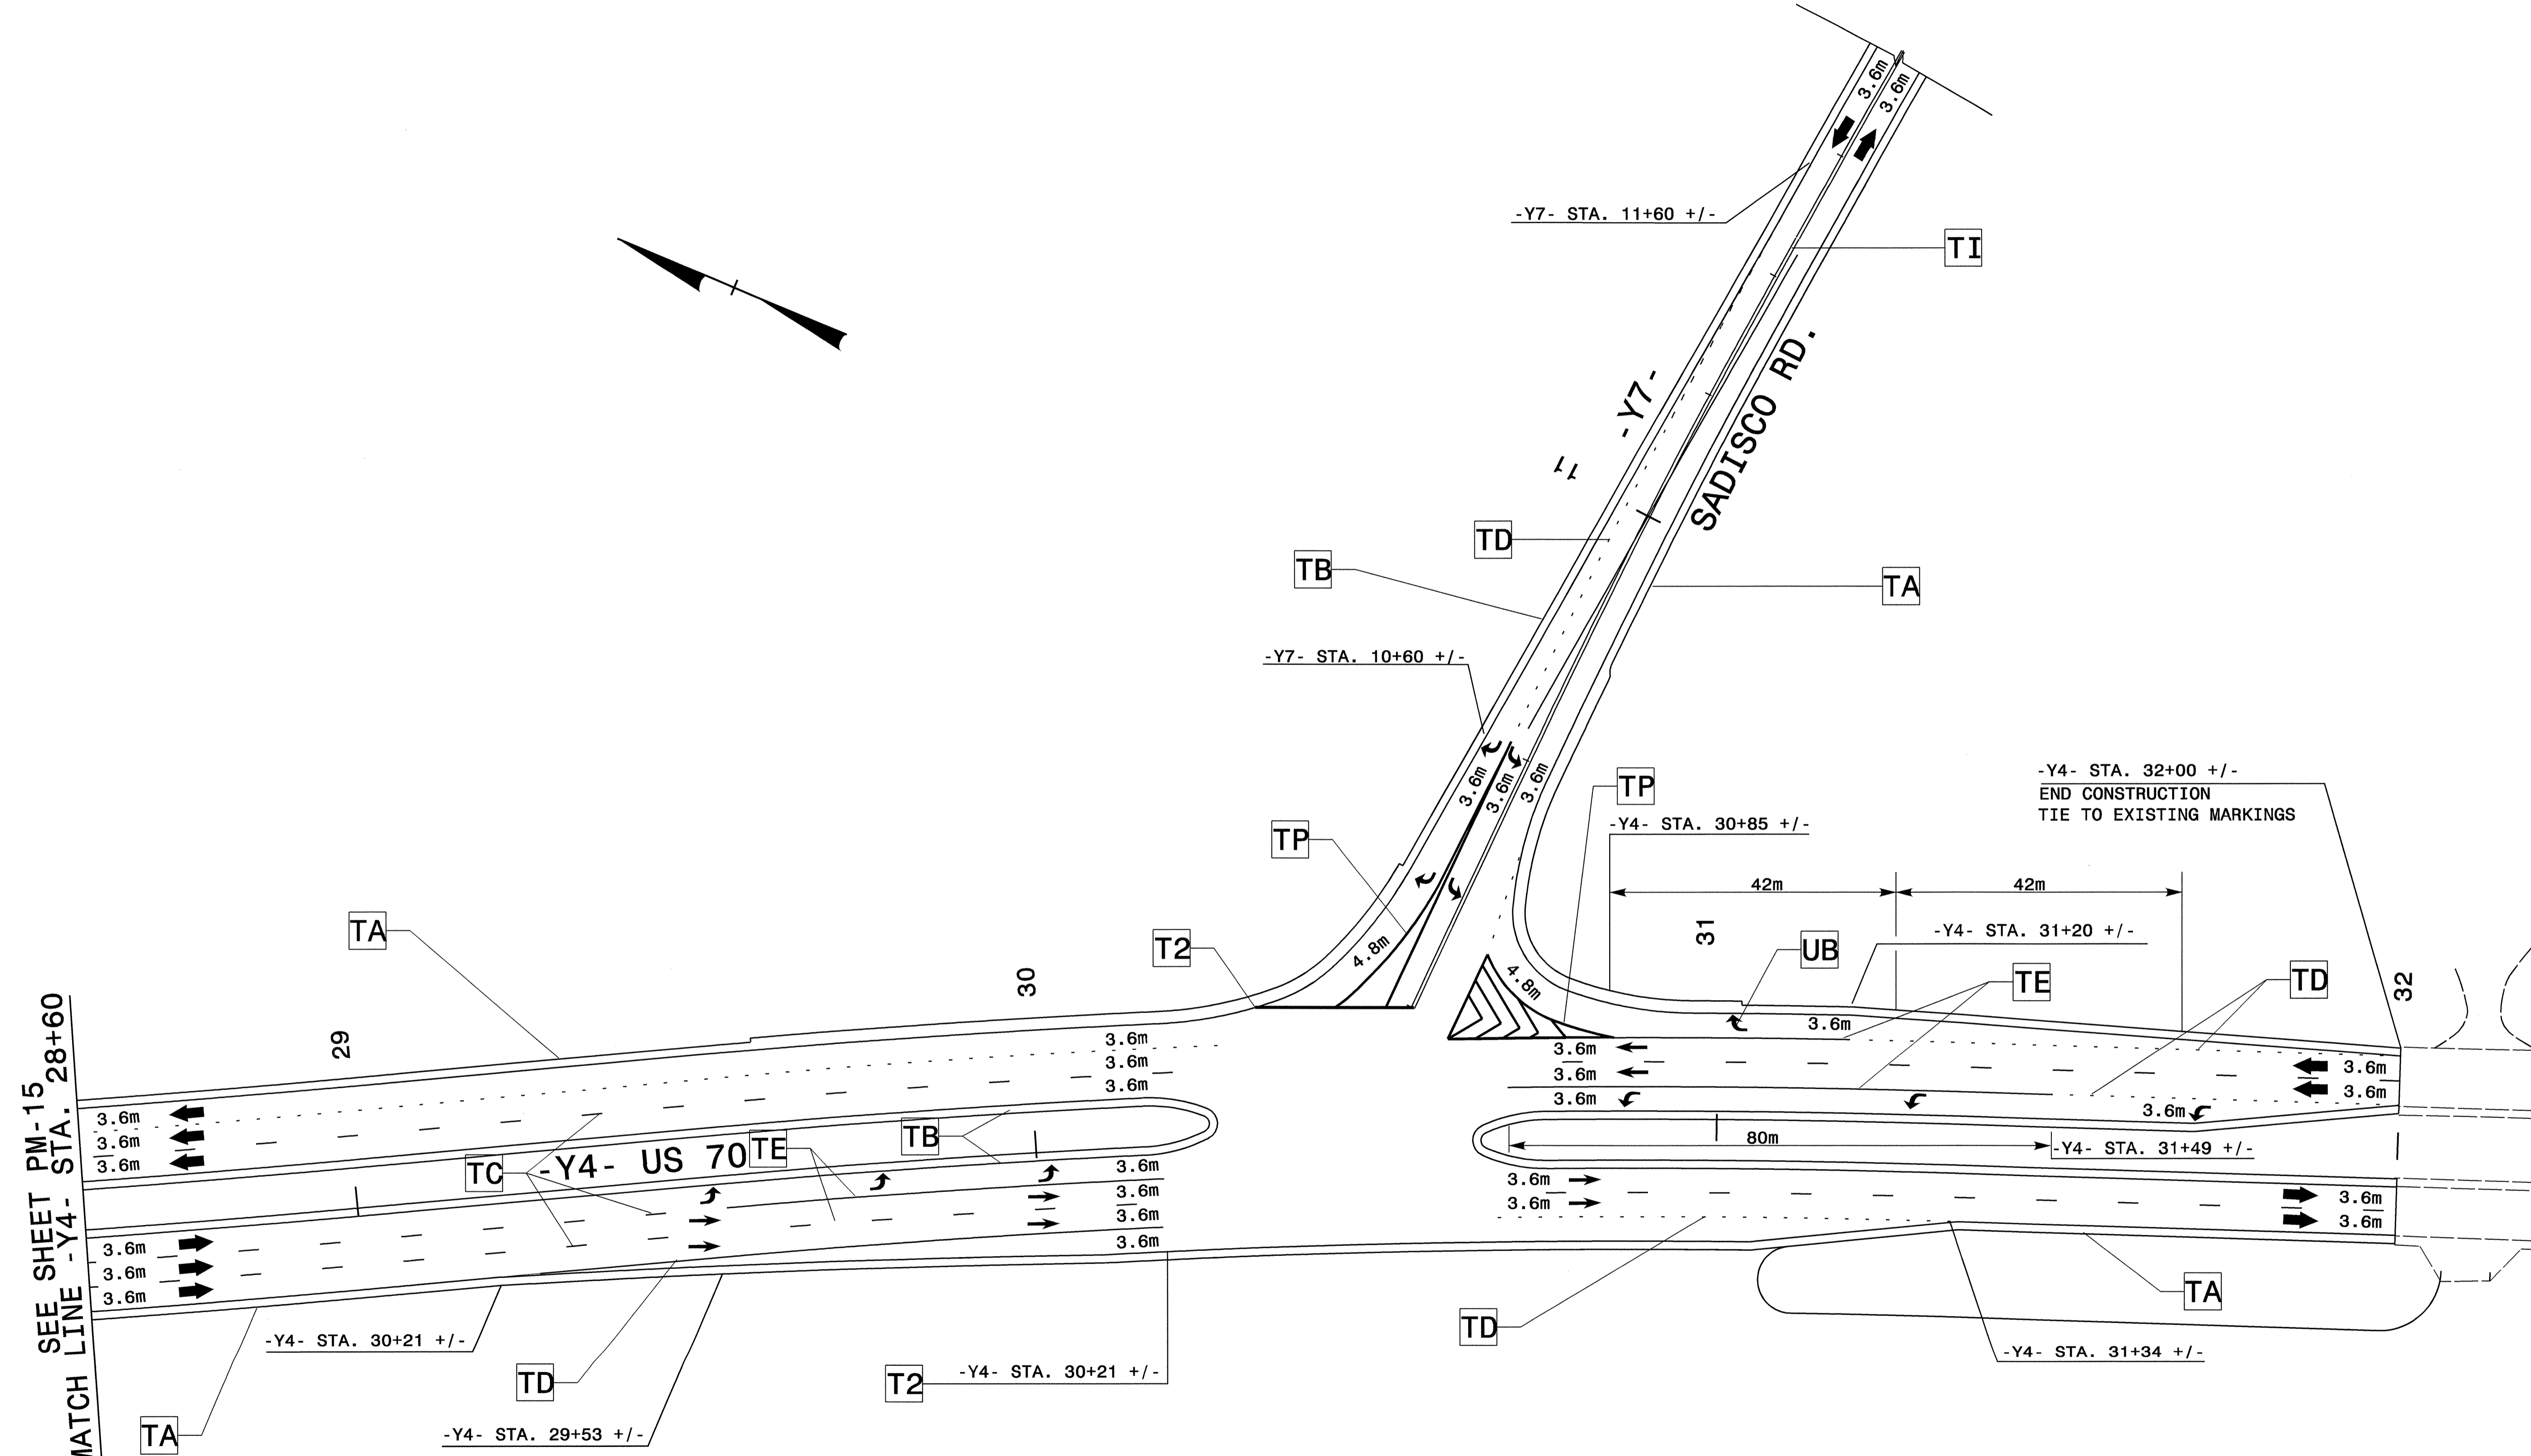 3.6m
3.6m
-Y7- STA. 11+60 +/-
TI
-Y7-
SADISCO RD.
11
TD
TB
TA
-Y7- STA. 10+60 +/-
3.6m
3.6m
3.6m
TP
-Y4- STA. 32+00 +/-
END CONSTRUCTION
TIE TO EXISTING MARKINGS
TP
-Y4- STA. 30+85 +/-
42m
42m
TA
T2
4.8m
4.8m
31
-Y4- STA. 31+20 +/-
UB
TE
TD
32
30
29
SEE SHEET PM-15
MATCH LINE -Y4- STA. 28+60
3.6m
3.6m
3.6m
3.6m
3.6m
3.6m
3.6m
3.6m
3.6m
3.6m
3.6m
3.6m
3.6m
80m
-Y4- STA. 31+49 +/-
TC
-Y4- US 70
TE
TB
3.6m
3.6m
3.6m
3.6m
3.6m
3.6m
3.6m
3.6m
3.6m
3.6m
3.6m
TA
TD
-Y4- STA. 30+21 +/-
-Y4- STA. 31+34 +/-
TD
T2
-Y4- STA. 30+21 +/-
TA
-Y4- STA. 29+53 +/-